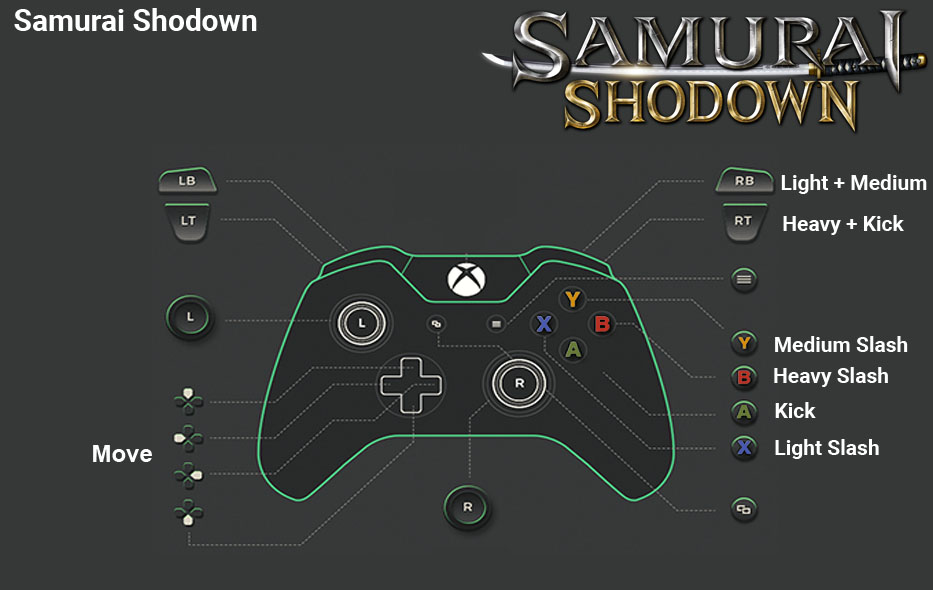 Samurai Shodown
SAMURAI
SHODOWN
LB
RB
Light + Medium
LT
RT
Heavy + Kick
Y
L
L
X
B
A
Y
Medium Slash
B
Heavy Slash
R
A
Kick
X
Light Slash
Move
R